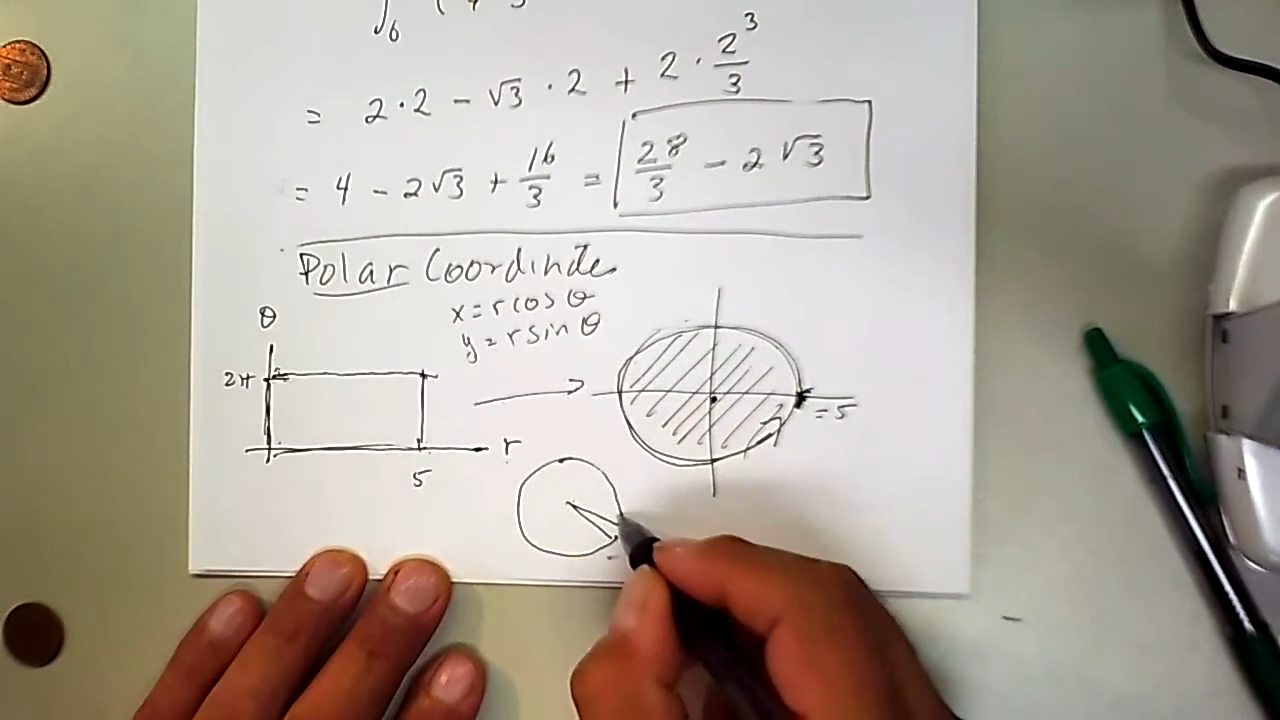 = 2·2 - √3·2 + 2·2³/3
= 4 - 2√3 + 16/3 = 28/3 - 2√3
Polar Coordindes
x = r cos θ
y = r sin θ
θ
2π
5
r
= 5